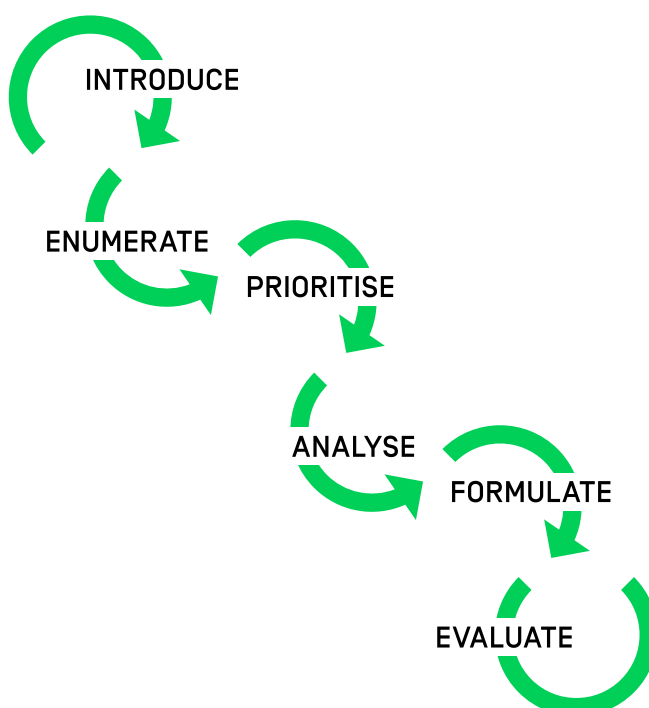 INTRODUCE
ENUMERATE
PRIORITISE
ANALYSE
FORMULATE
EVALUATE